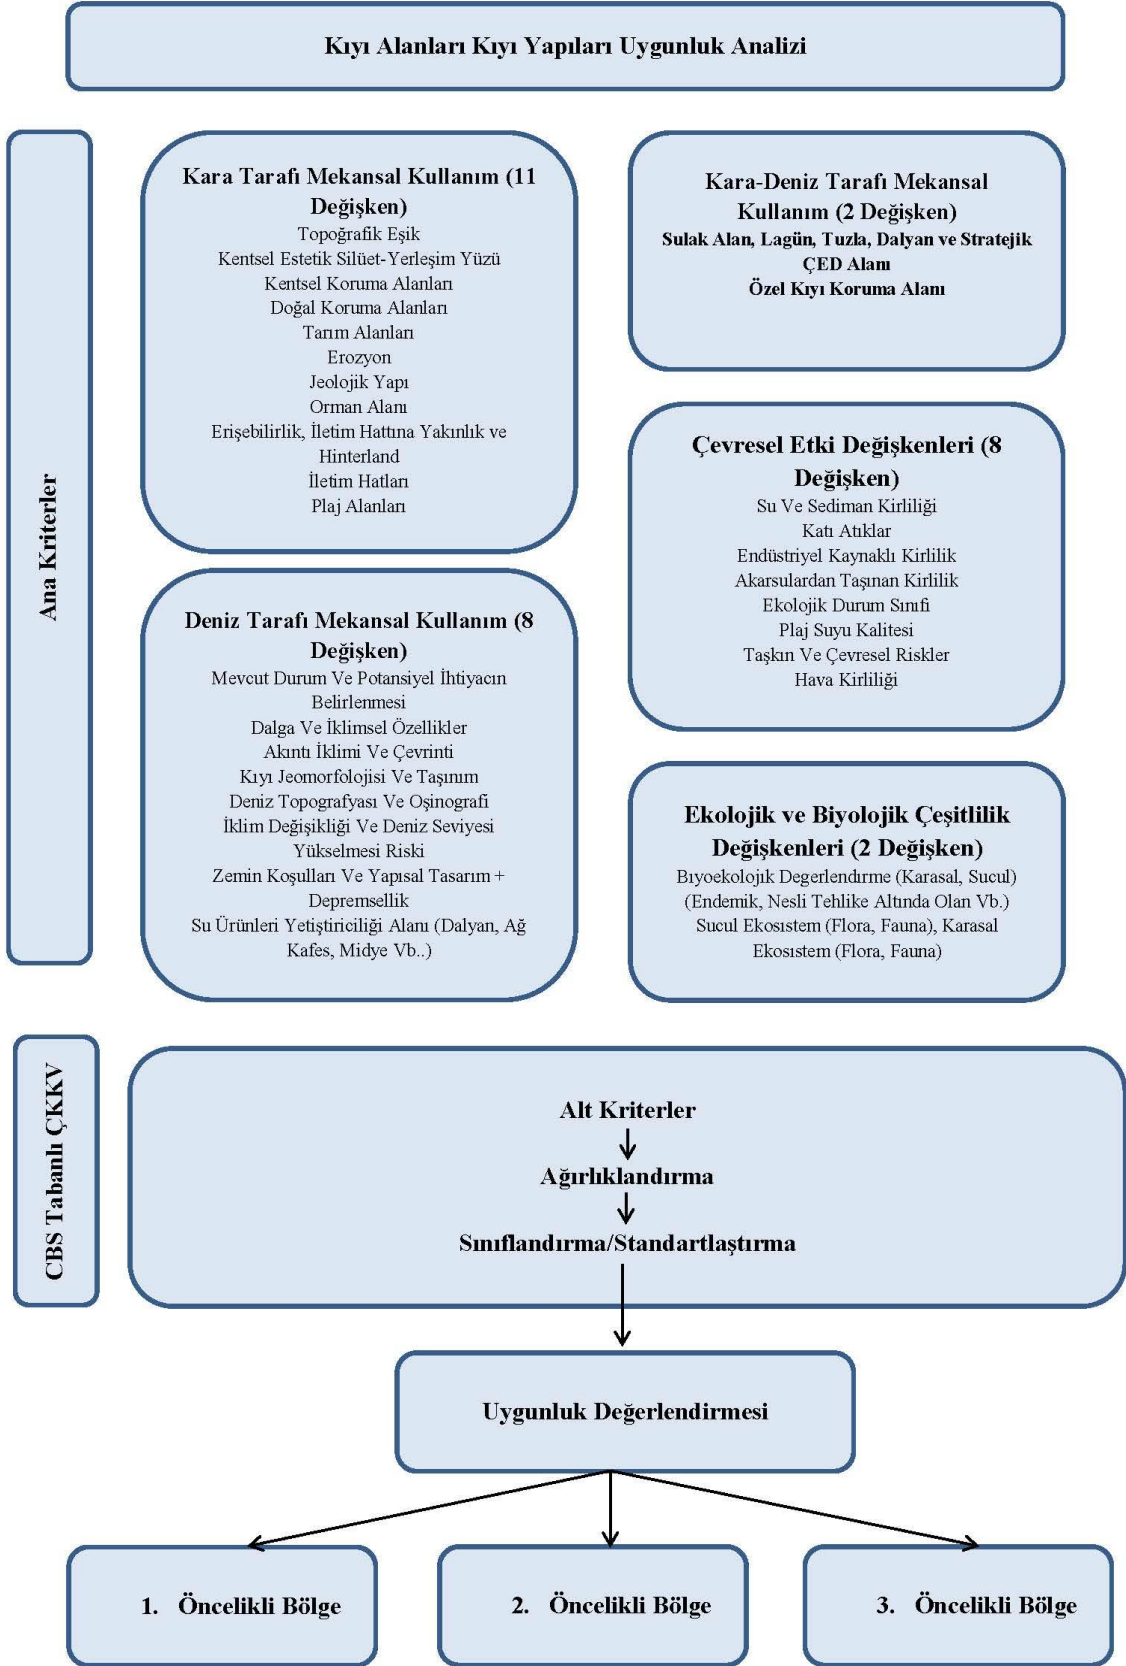 Kıyı Alanları Kıyı Yapıları Uygunluk Analizi
Ana Kriterler
Kara Tarafı Mekansal Kullanım (11
Değişken)
Topoğrafik Eşik
Kentsel Estetik Silüet-Yerleşim Yüzü
Kentsel Koruma Alanları
Doğal Koruma Alanları
Tarım Alanları
Erozyon
Jeolojik Yapı
Orman Alanı
Erişebilirlik, İletim Hattına Yakınlık ve
Hinterland
İletim Hatları
Plaj Alanları
Deniz Tarafı Mekansal Kullanım (8
Değişken)
Mevcut Durum Ve Potansiyel İhtiyacın
Belirlenmesi
Dalga Ve İklimsel Özellikler
Akıntı İklimi Ve Çevrinti
Kıyı Jeomorfolojisi Ve Taşınım
Deniz Topografyası Ve Oşinografi
İklim Değişikliği Ve Deniz Seviyesi
Yükselmesi Riski
Zemin Koşulları Ve Yapısal Tasarım +
Depremsellik
Su Ürünleri Yetiştiriciliği Alanı (Dalyan, Ağ
Kafes, Midye Vb..)
Kara-Deniz Tarafı Mekansal
Kullanım (2 Değişken)
Sulak Alan, Lagün, Tuzla, Dalyan ve Stratejik
ÇED Alanı
Özel Kıyı Koruma Alanı
Çevresel Etki Değişkenleri (8
Değişken)
Su Ve Sediman Kirliliği
Katı Atıklar
Endüstriyel Kaynaklı Kirlilik
Akarsulardan Taşınan Kirlilik
Ekolojik Durum Sınıfı
Plaj Suyu Kalitesi
Taşkın Ve Çevresel Riskler
Hava Kirliliği
Ekolojik ve Biyolojik Çeşitlilik
Değişkenleri (2 Değişken)
Bıyoekolojık Degerlendırme (Karasal, Sucul)
(Endemik, Nesli Tehlike Altında Olan Vb.)
Sucul Ekosıstem (Flora, Fauna), Karasal
Ekosıstem (Flora, Fauna)
CBS Tabanlı ÇKKV
Alt Kriterler
Ağırlıklandırma
Sınıflandırma/Standartlaştırma
Uygunluk Değerlendirmesi
1. Öncelikli Bölge
2. Öncelikli Bölge
3. Öncelikli Bölge